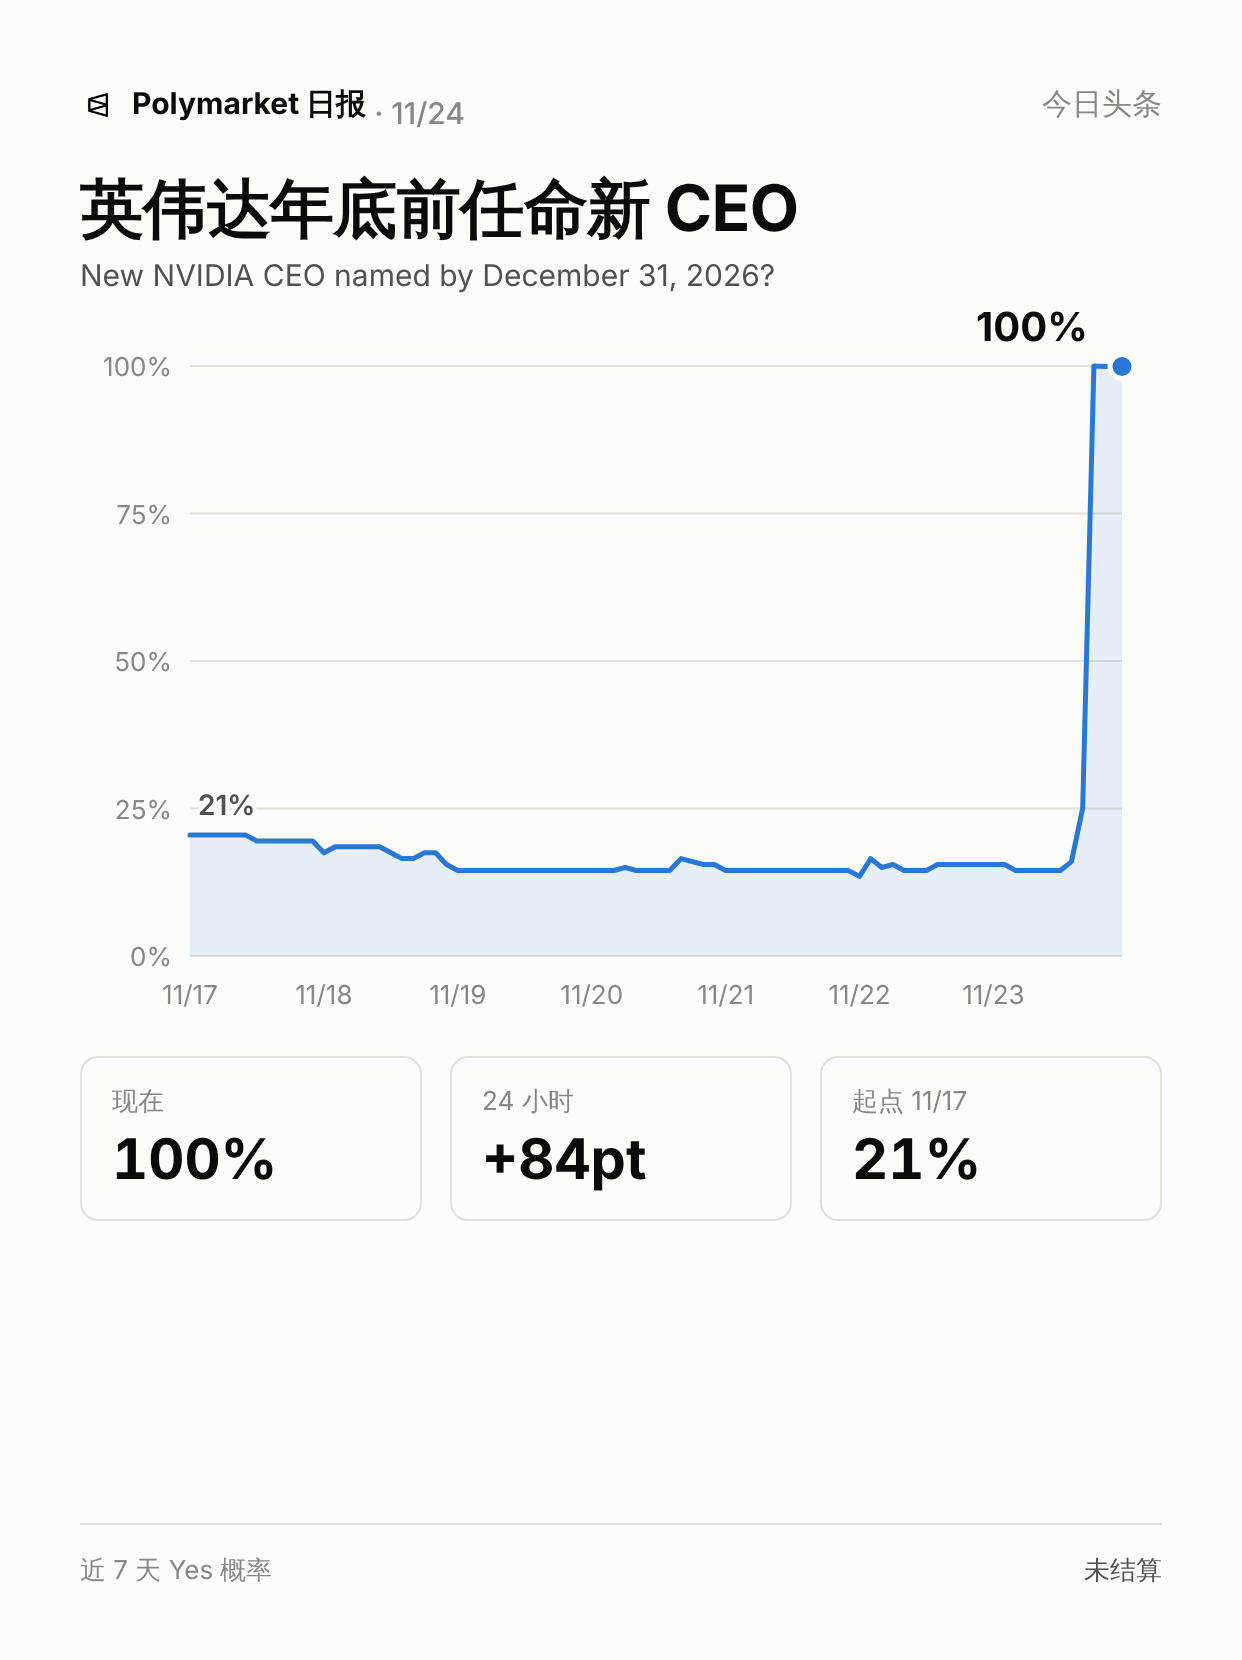 Polymarket 日报 · 11/24
今日头条
英伟达年底前任命新 CEO
New NVIDIA CEO named by December 31, 2026?
100%
100%
75%
50%
25%
21%
0%
11/17 11/18 11/19 11/20 11/21 11/22 11/23
现在
100%
24 小时
+84pt
起点 11/17
21%
近 7 天 Yes 概率
未结算